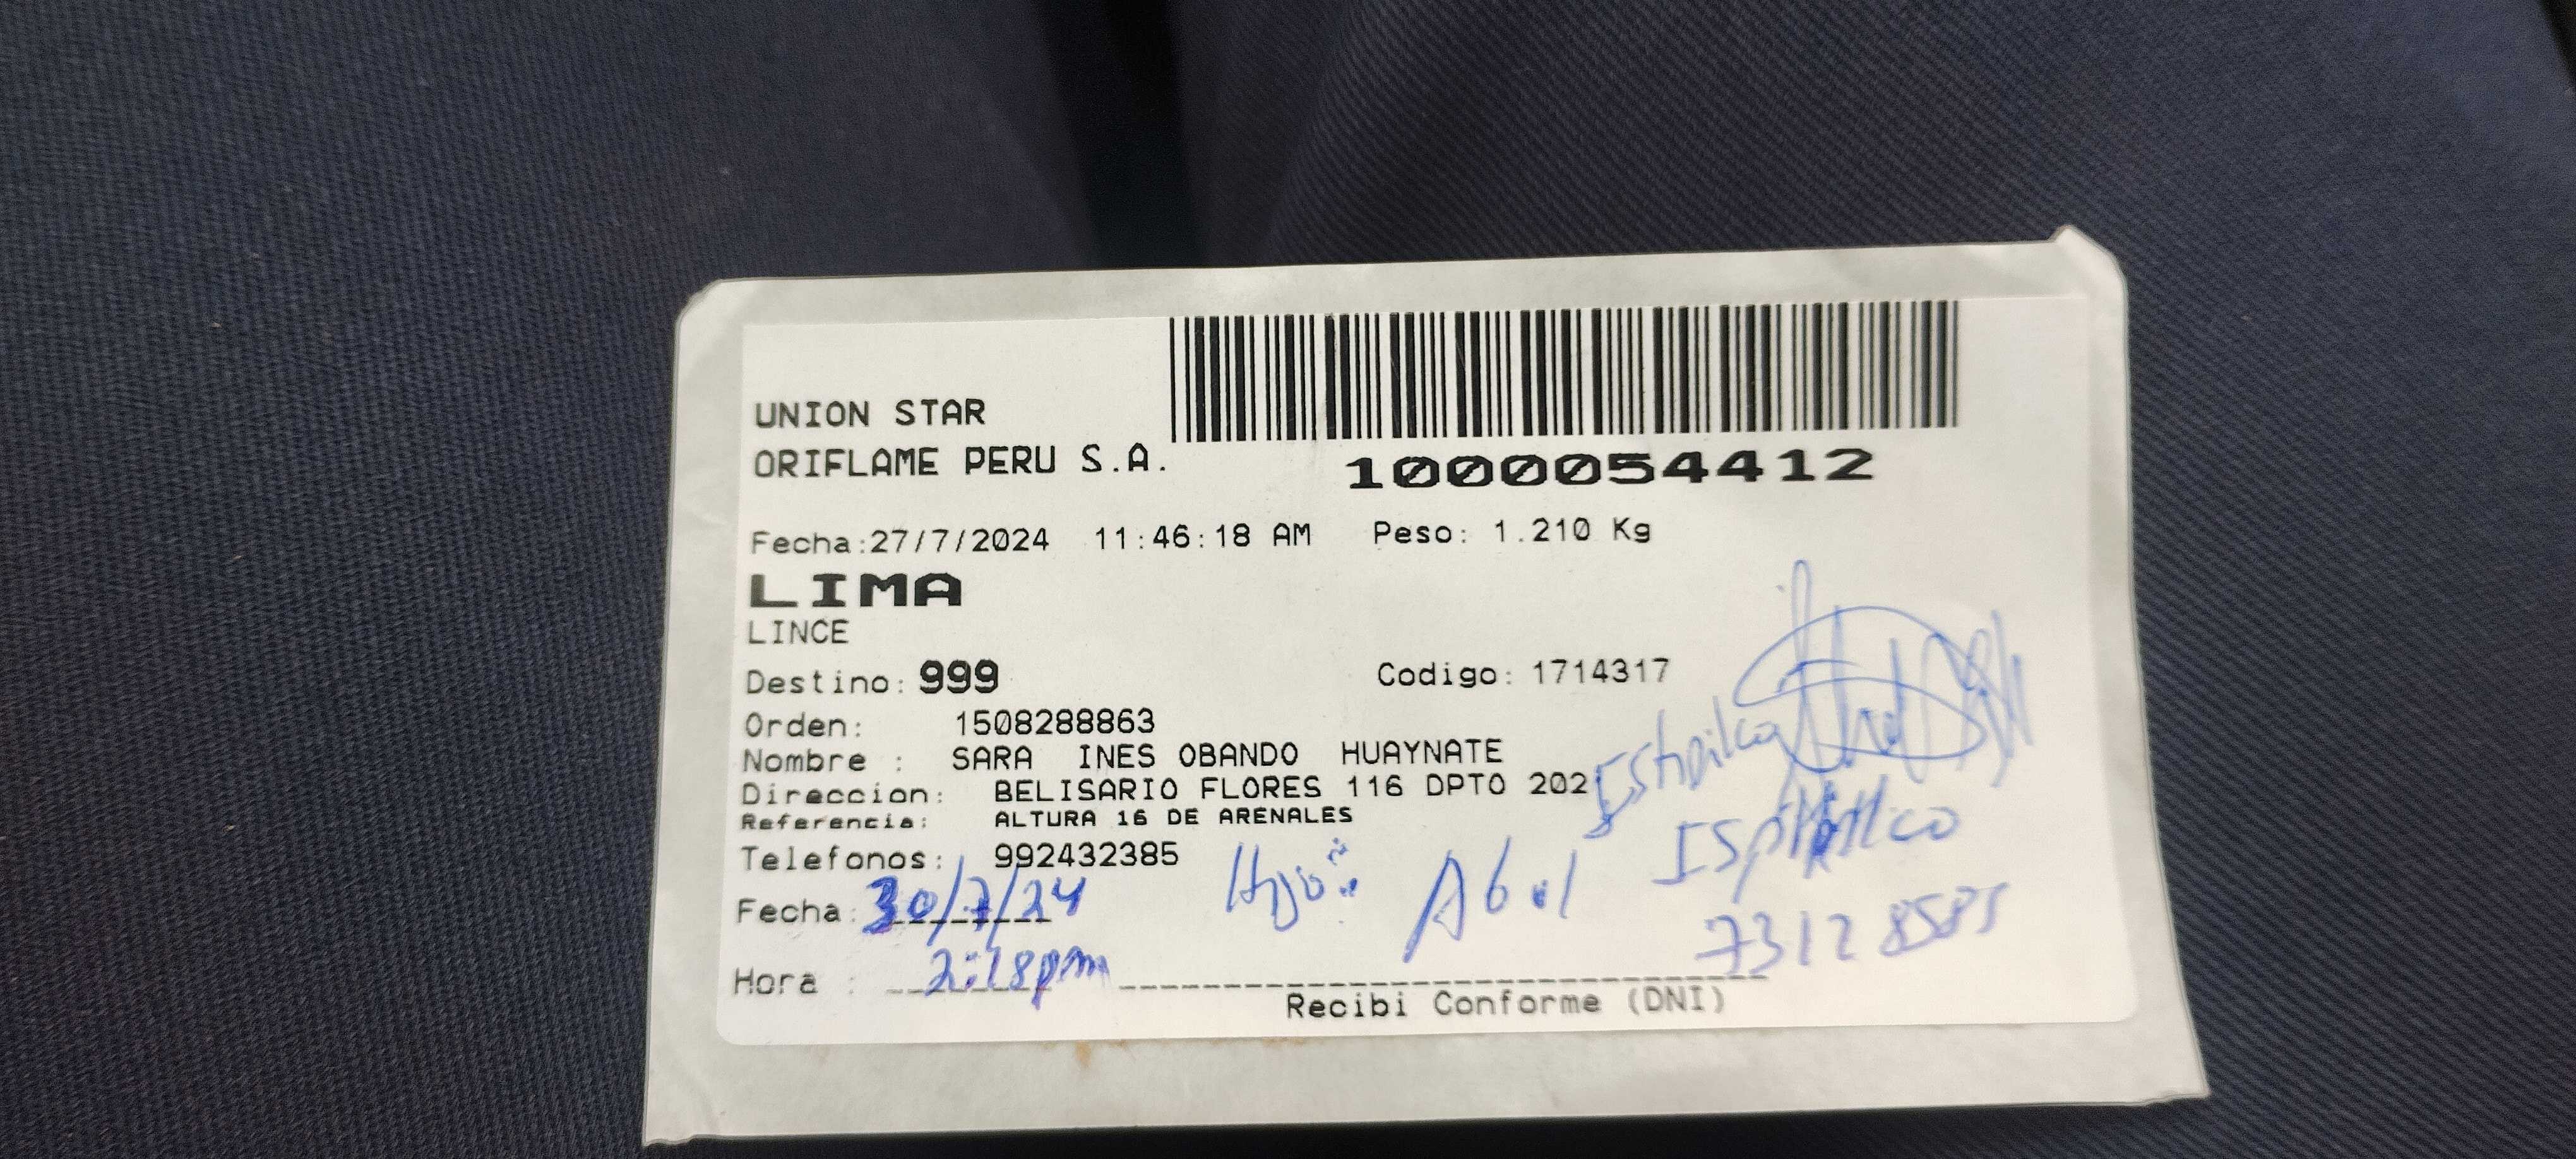 UNION STAR
ORIFLAME PERU S.A.
1000054412
Fecha:27/7/2024 11:46:18 AM Peso: 1.210 Kg
LIMA
LINCE
Destino: 999 Codigo: 1714317
Orden: 1508288863
Nombre : SARA INES OBANDO HUAYNATE
Direccion: BELISARIO FLORES 116 DPTO 202
Referencia: ALTURA 16 DE ARENALES
Telefonos: 992432385
Fecha: 30/7/24
Hora : 2:18pm
Recibi Conforme (DNI)